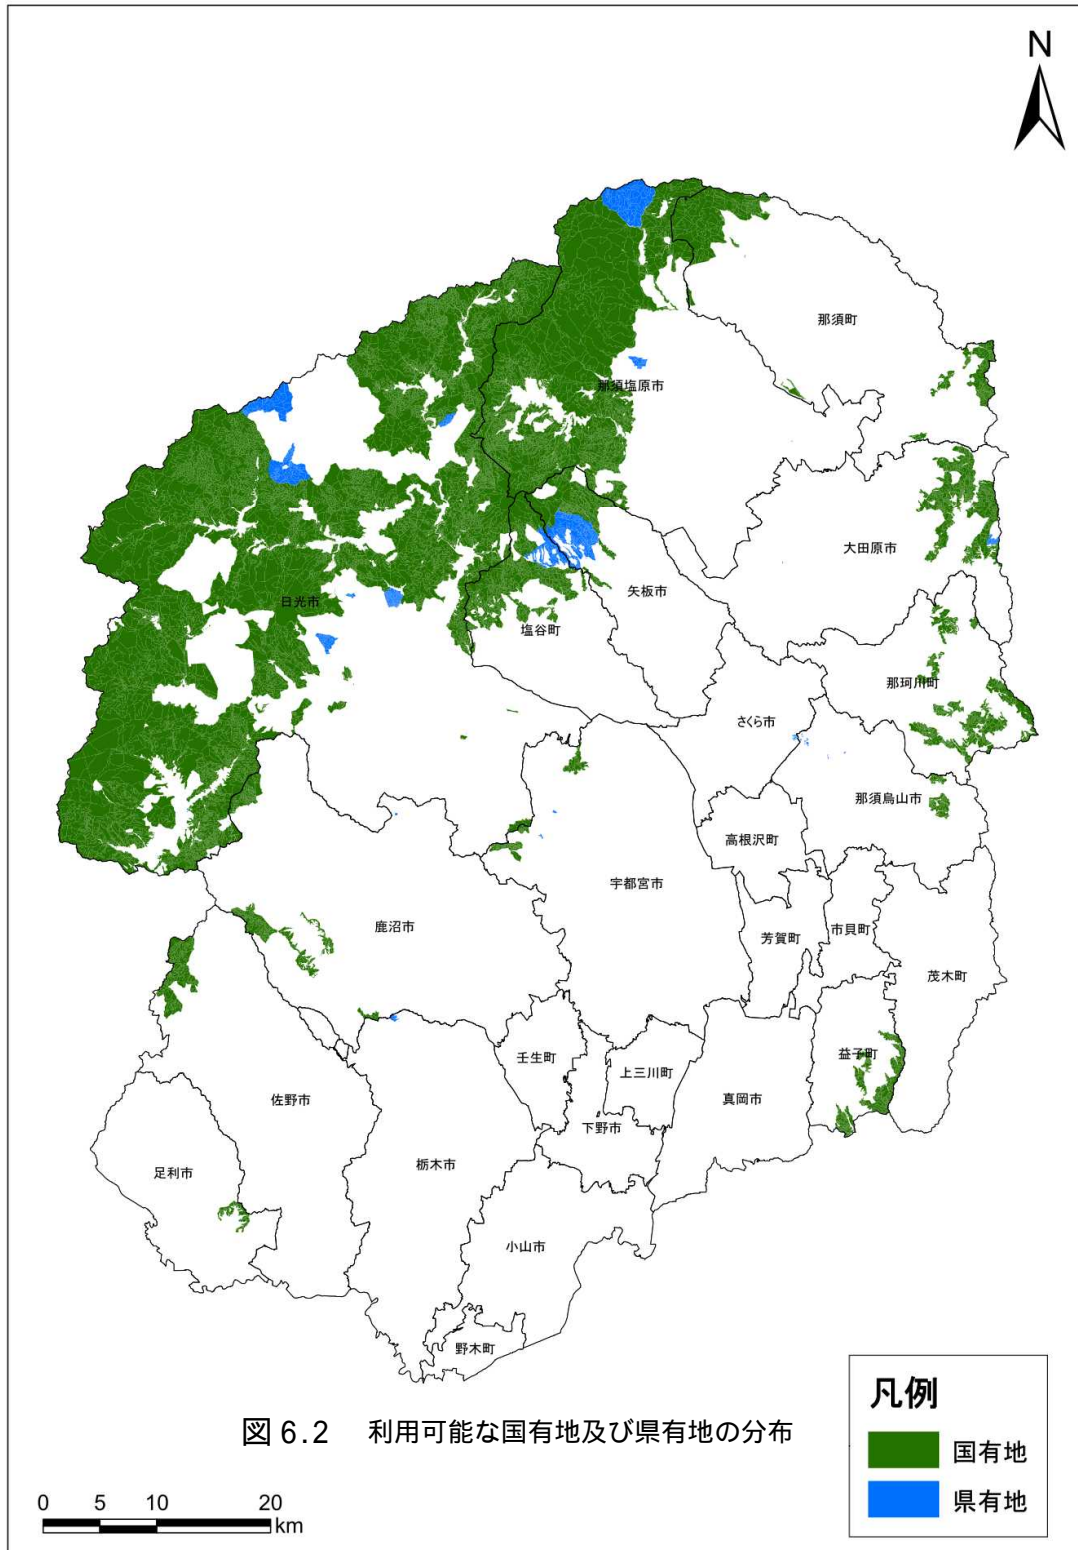 N
那須町
那須塩原市
大田原市
矢板市
日光市
塩谷町
那珂川町
さくら市
那須烏山市
高根沢町
宇都宮市
鹿沼市
芳賀町
市貝町
茂木町
益子町
壬生町
上三川町
真岡市
佐野市
下野市
栃木市
足利市
小山市
野木町
凡例
国有地
県有地
図 6.2 利用可能な国有地及び県有地の分布
0 5 10 20
km